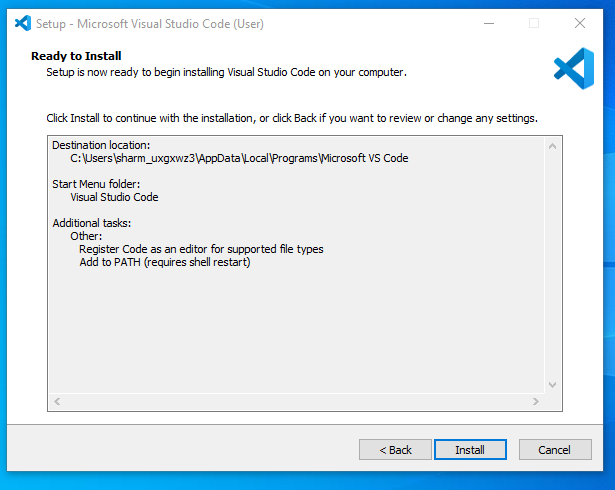 Setup - Microsoft Visual Studio Code (User)
Ready to Install
Setup is now ready to begin installing Visual Studio Code on your computer.
Click Install to continue with the installation, or click Back if you want to review or change any settings.
Destination location:
C:\Users\sharm_uxgxwz3\AppData\Local\Programs\Microsoft VS Code
Start Menu folder:
Visual Studio Code
Additional tasks:
Other:
Register Code as an editor for supported file types
Add to PATH (requires shell restart)
< Back
Install
Cancel